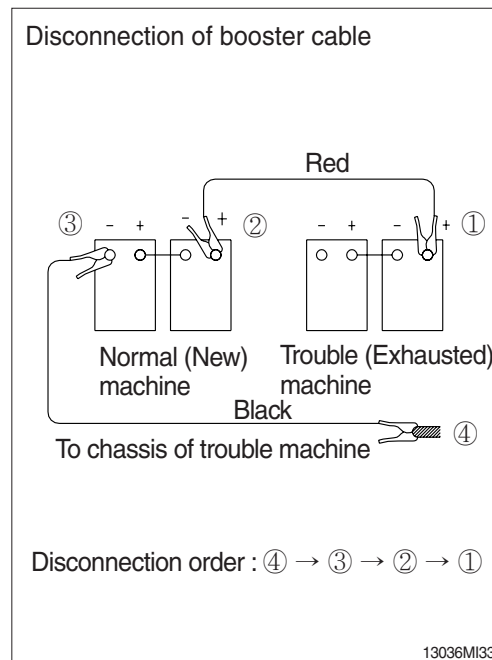 Disconnection of booster cable
Red
③ - + - + ② - + - + ①
Normal (New)
machine
Trouble (Exhausted)
machine
Black
To chassis of trouble machine ④
Disconnection order : ④ → ③ → ② → ①
13036MI33